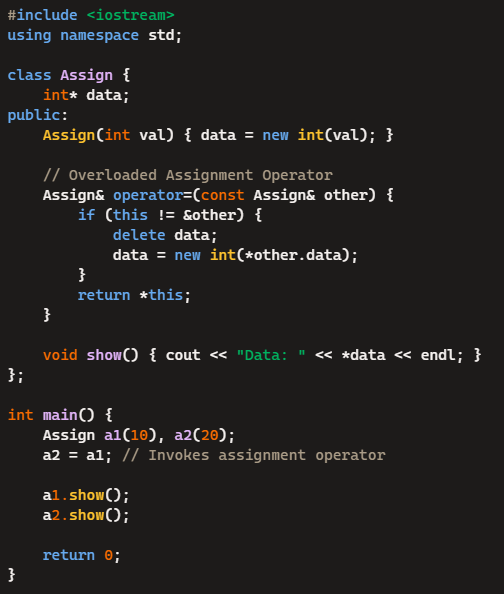 #include <iostream>
using namespace std;

class Assign {
    int* data;
public:
    Assign(int val) { data = new int(val); }

    // Overloaded Assignment Operator
    Assign& operator=(const Assign& other) {
        if (this != &other) {
            delete data;
            data = new int(*other.data);
        }
        return *this;
    }

    void show() { cout << "Data: " << *data << endl; }
};

int main() {
    Assign a1(10), a2(20);
    a2 = a1; // Invokes assignment operator

    a1.show();
    a2.show();

    return 0;
}